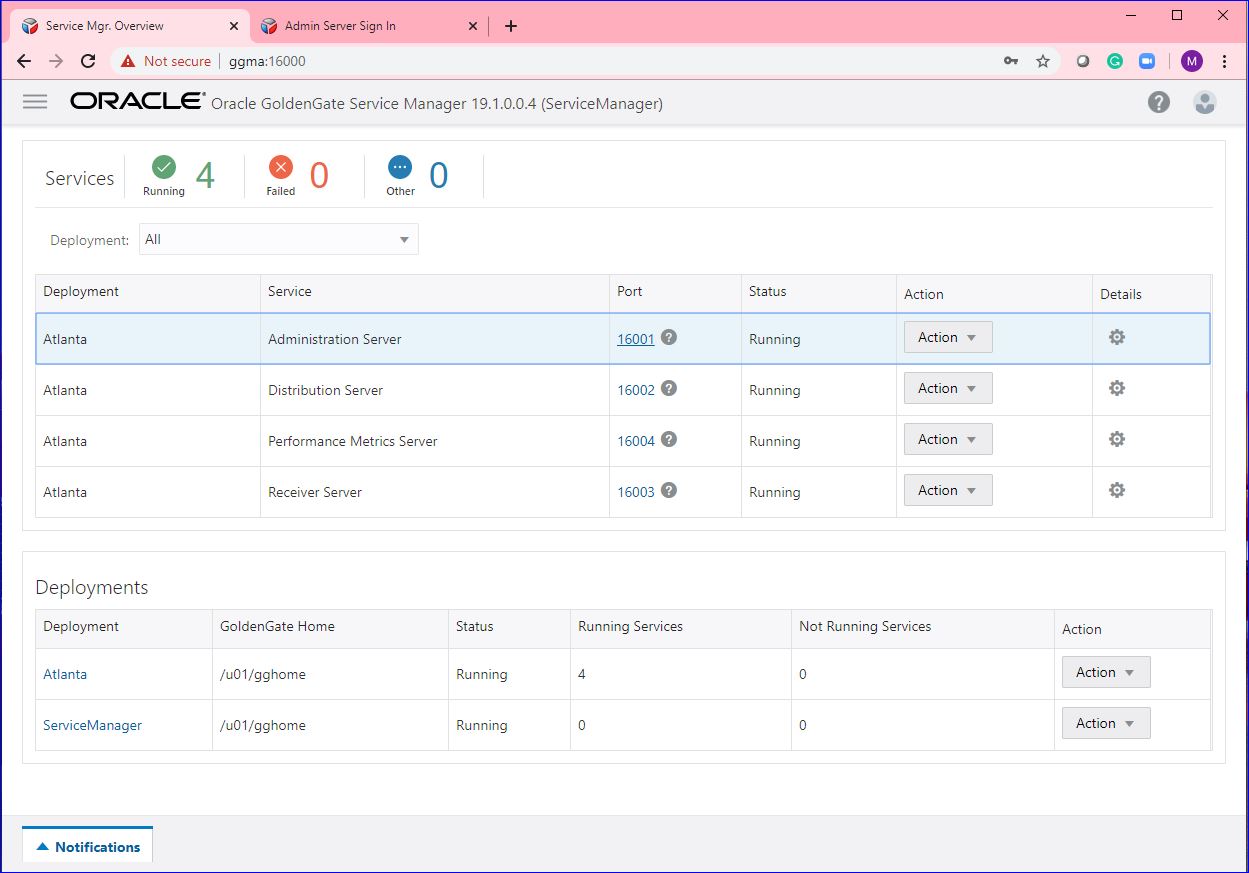 Service Mgr. Overview Admin Server Sign In
Not secure ggma:16000 M
ORACLE® Oracle GoldenGate Service Manager 19.1.0.0.4 (ServiceManager) ?
Services Running 4 Failed 0 Other 0
Deployment: All
Deployment Service Port Status Action Details
Atlanta Administration Server 16001 ? Running Action
Atlanta Distribution Server 16002 ? Running Action
Atlanta Performance Metrics Server 16004 ? Running Action
Atlanta Receiver Server 16003 ? Running Action
Deployments
Deployment GoldenGate Home Status Running Services Not Running Services Action
Atlanta /u01/gghome Running 4 0 Action
ServiceManager /u01/gghome Running 0 0 Action
Notifications